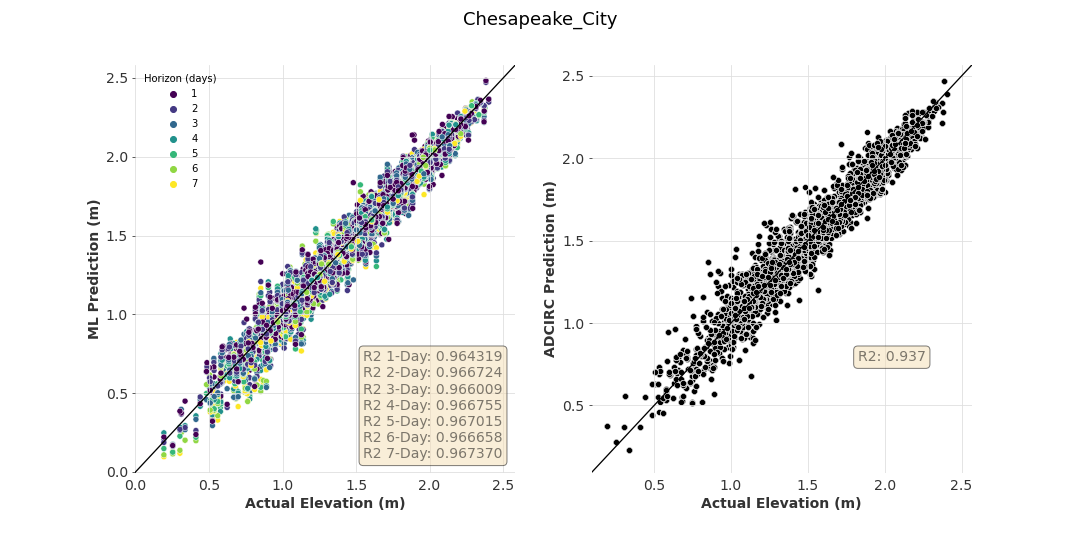 Chesapeake_City
Horizon (days)
1
2
3
4
5
6
7
ML Prediction (m)
2.5
2.0
1.5
1.0
0.5
0.0
R2 1-Day: 0.964319
R2 2-Day: 0.966724
R2 3-Day: 0.966009
R2 4-Day: 0.966755
R2 5-Day: 0.967015
R2 6-Day: 0.966658
R2 7-Day: 0.967370
0.0 0.5 1.0 1.5 2.0 2.5
Actual Elevation (m)
ADCIRC Prediction (m)
2.5
2.0
1.5
1.0
0.5
R2: 0.937
0.5 1.0 1.5 2.0 2.5
Actual Elevation (m)